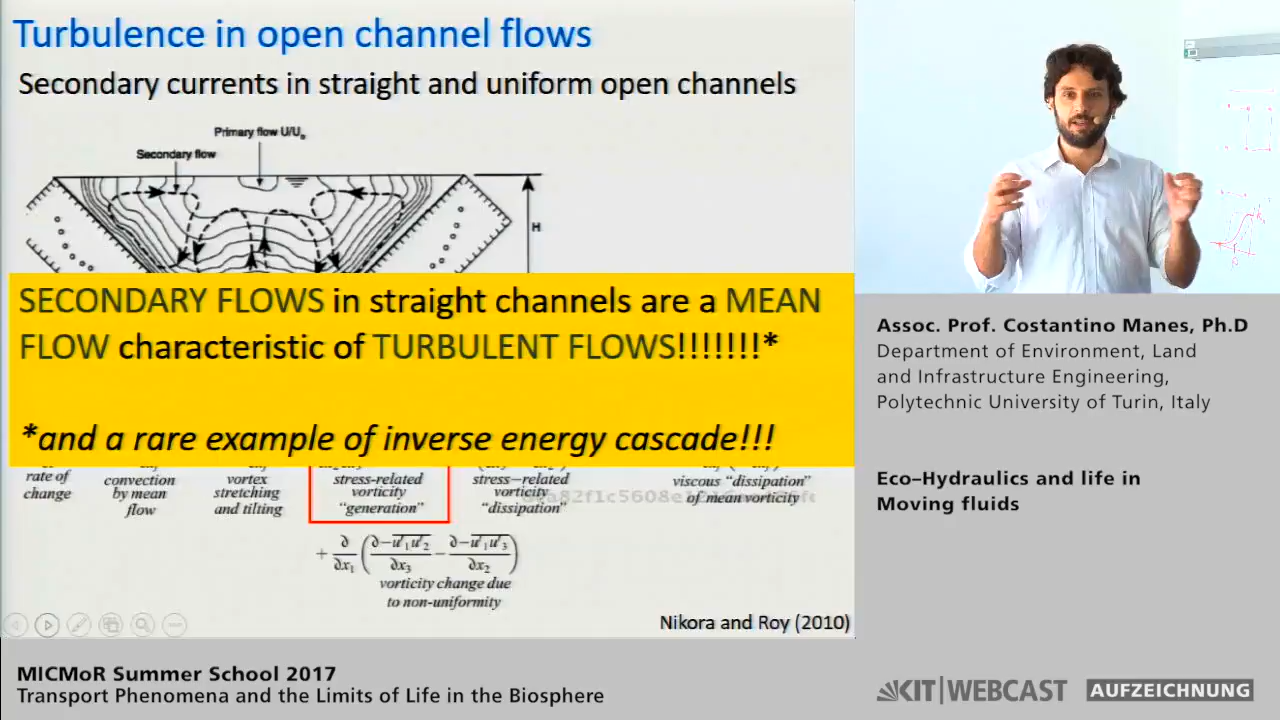 Turbulence in open channel flows
Secondary currents in straight and uniform open channels
Primary flow U/Uo
Secondary flow
H
SECONDARY FLOWS in straight channels are a MEAN
FLOW characteristic of TURBULENT FLOWS!!!!!!!*
*and a rare example of inverse energy cascade!!!
rate of
change
convection
by mean
flow
vortex
stretching
and tilting
stress-related
vorticity
"generation"
stress-related
vorticity
"dissipation"
viscous "dissipation"
of mean vorticity
vorticity change due
to non-uniformity
Nikora and Roy (2010)
Assoc. Prof. Costantino Manes, Ph.D
Department of Environment, Land
and Infrastructure Engineering,
Polytechnic University of Turin, Italy
Eco–Hydraulics and life in
Moving fluids
MICMoR Summer School 2017
Transport Phenomena and the Limits of Life in the Biosphere
KIT|WEBCAST AUFZEICHNUNG